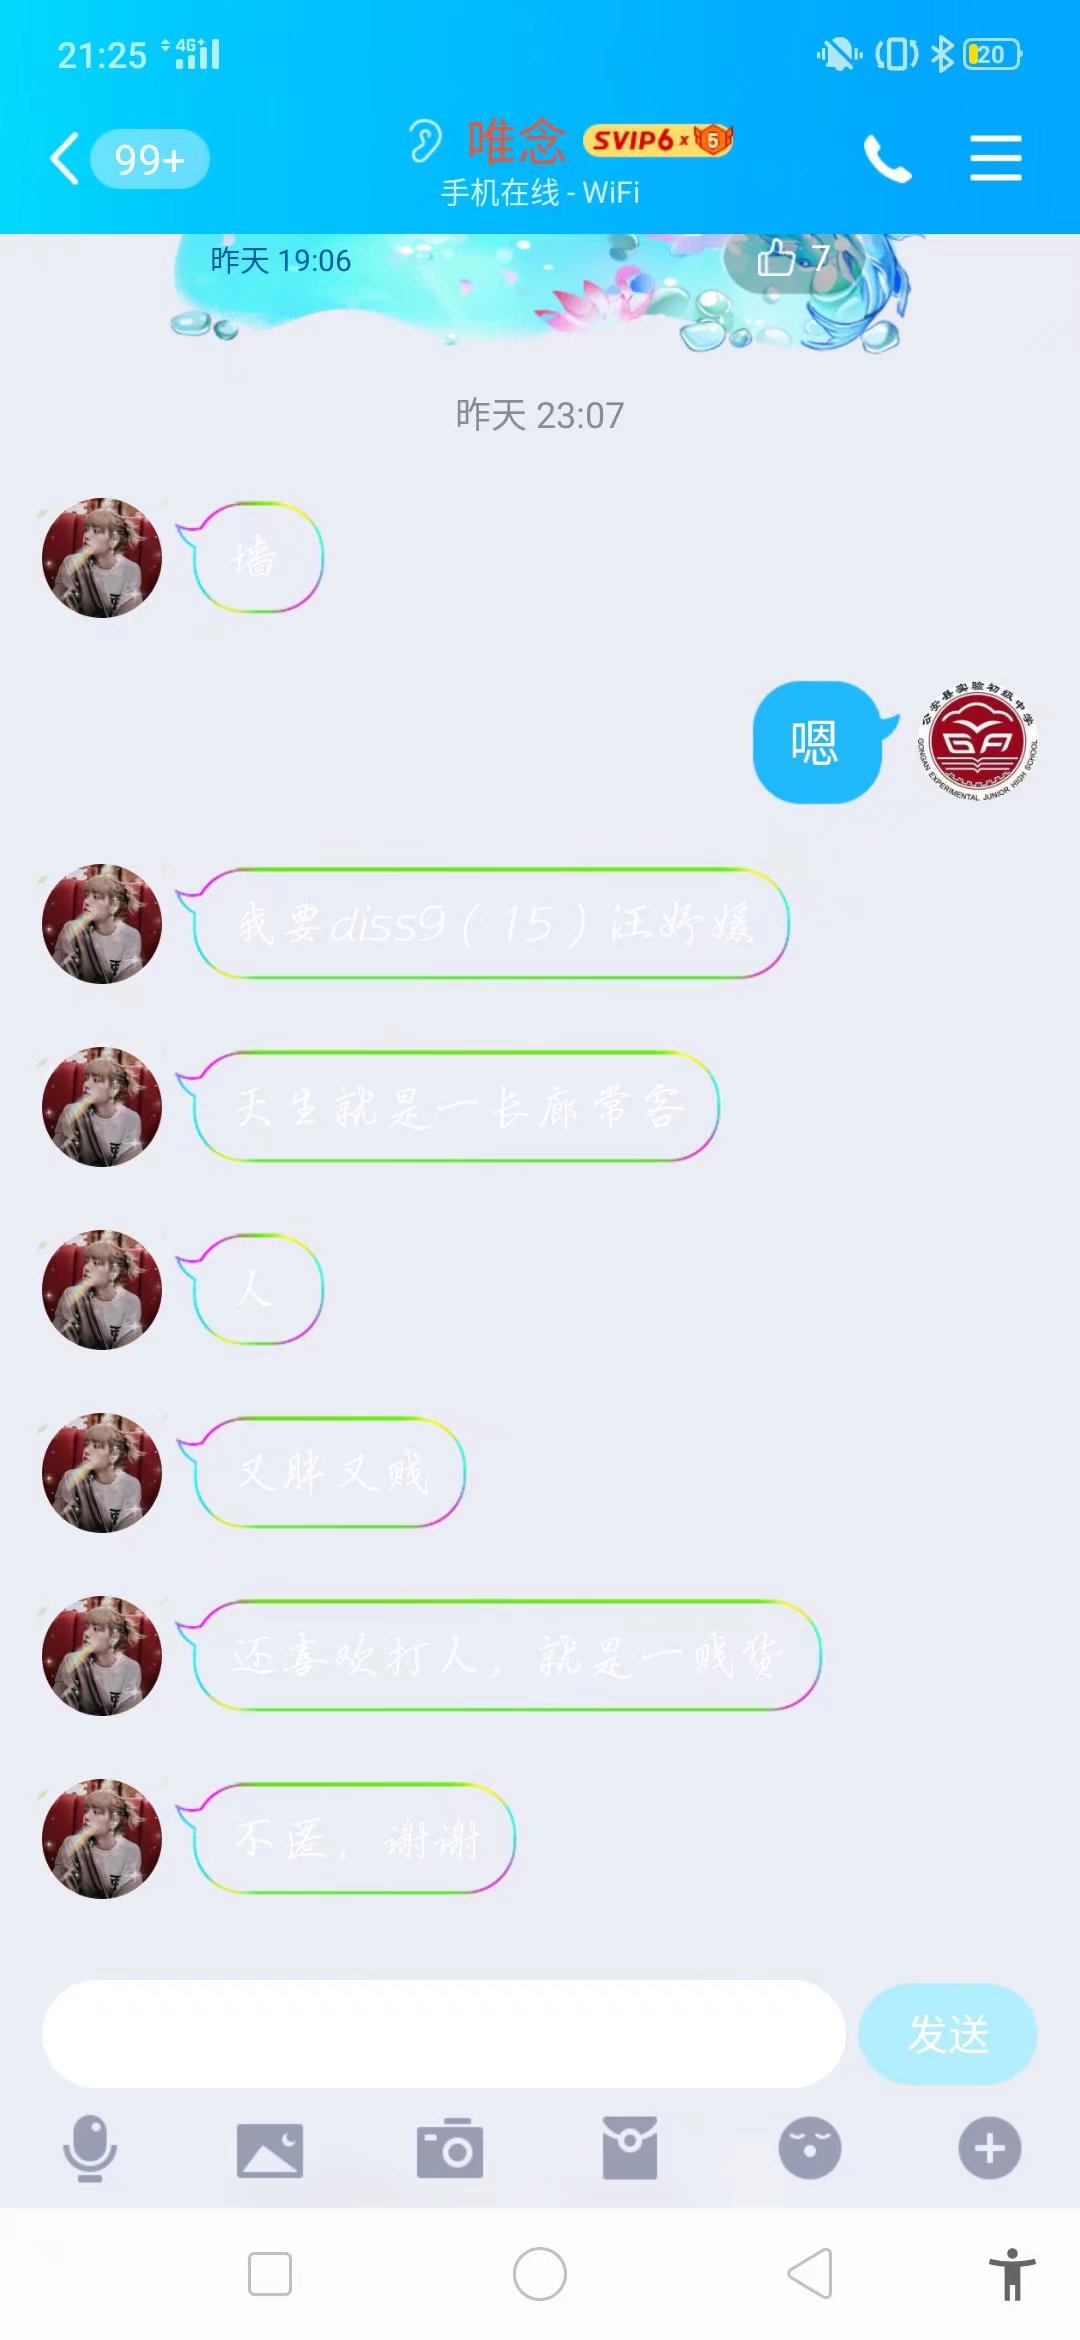 21:25 4G+ 20
99+ 唯念 SVIP6 x 5
手机在线 - WiFi
昨天 19:06 7
昨天 23:07
墙
嗯
公安县实验初级中学
GA
GONGAN EXPERIMENTAL JUNIOR HIGH SCHOOL
我要diss9（15）汪妤媛
天生就是一长廊常客
人
又胖又贱
还喜欢打人，就是一贱货
不匿，谢谢
发送